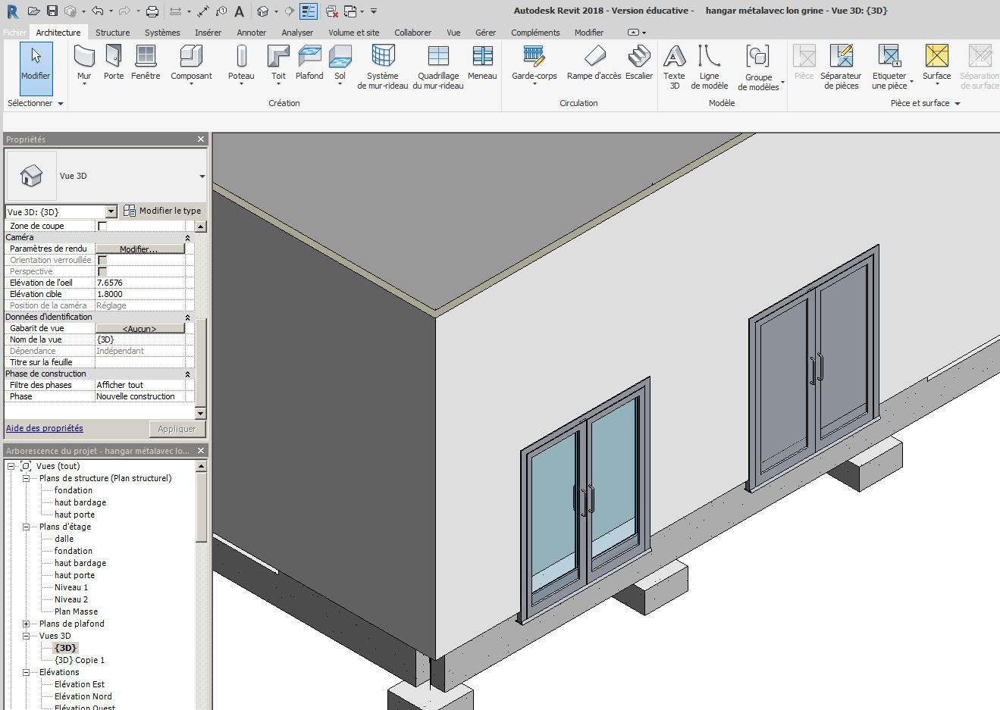 Autodesk Revit 2018 - Version éducative - hangar métalavec lon grine - Vue 3D: {3D}
Fichier Architecture Structure Systèmes Insérer Annoter Analyser Volume et site Collaborer Vue Gérer Compléments Modifier
Modifier Mur Porte Fenêtre Composant Poteau Toit Plafond Sol Système de mur-rideau Quadrillage du mur-rideau Meneau Garde-corps Rampe d'accès Escalier Texte 3D Ligne de modèle Groupe de modèles Pièce Séparateur de pièces Etiqueter une pièce Surface Séparation de surface
Sélectionner Création Circulation Modèle Pièce et surface
Propriétés
Vue 3D
Vue 3D: {3D} Modifier le type
Zone de coupe
Caméra
Paramètres de rendu Modifier...
Orientation verrouillée
Perspective
Elévation de l'oeil 7.6576
Elévation cible 1.8000
Position de la caméra Réglage
Données d'identification
Gabarit de vue <Aucun>
Nom de la vue {3D}
Dépendance Indépendant
Titre sur la feuille
Phase de construction
Filtre des phases Afficher tout
Phase Nouvelle construction
Aide des propriétés Appliquer
Arborescence du projet - hangar métalavec lo...
Vues (tout)
Plans de structure (Plan structurel)
fondation
haut bardage
haut porte
Plans d'étage
dalle
fondation
haut bardage
haut porte
Niveau 1
Niveau 2
Plan Masse
Plans de plafond
Vues 3D
{3D}
{3D} Copie 1
Elévations
Elévation Est
Elévation Nord
Elévation Ouest